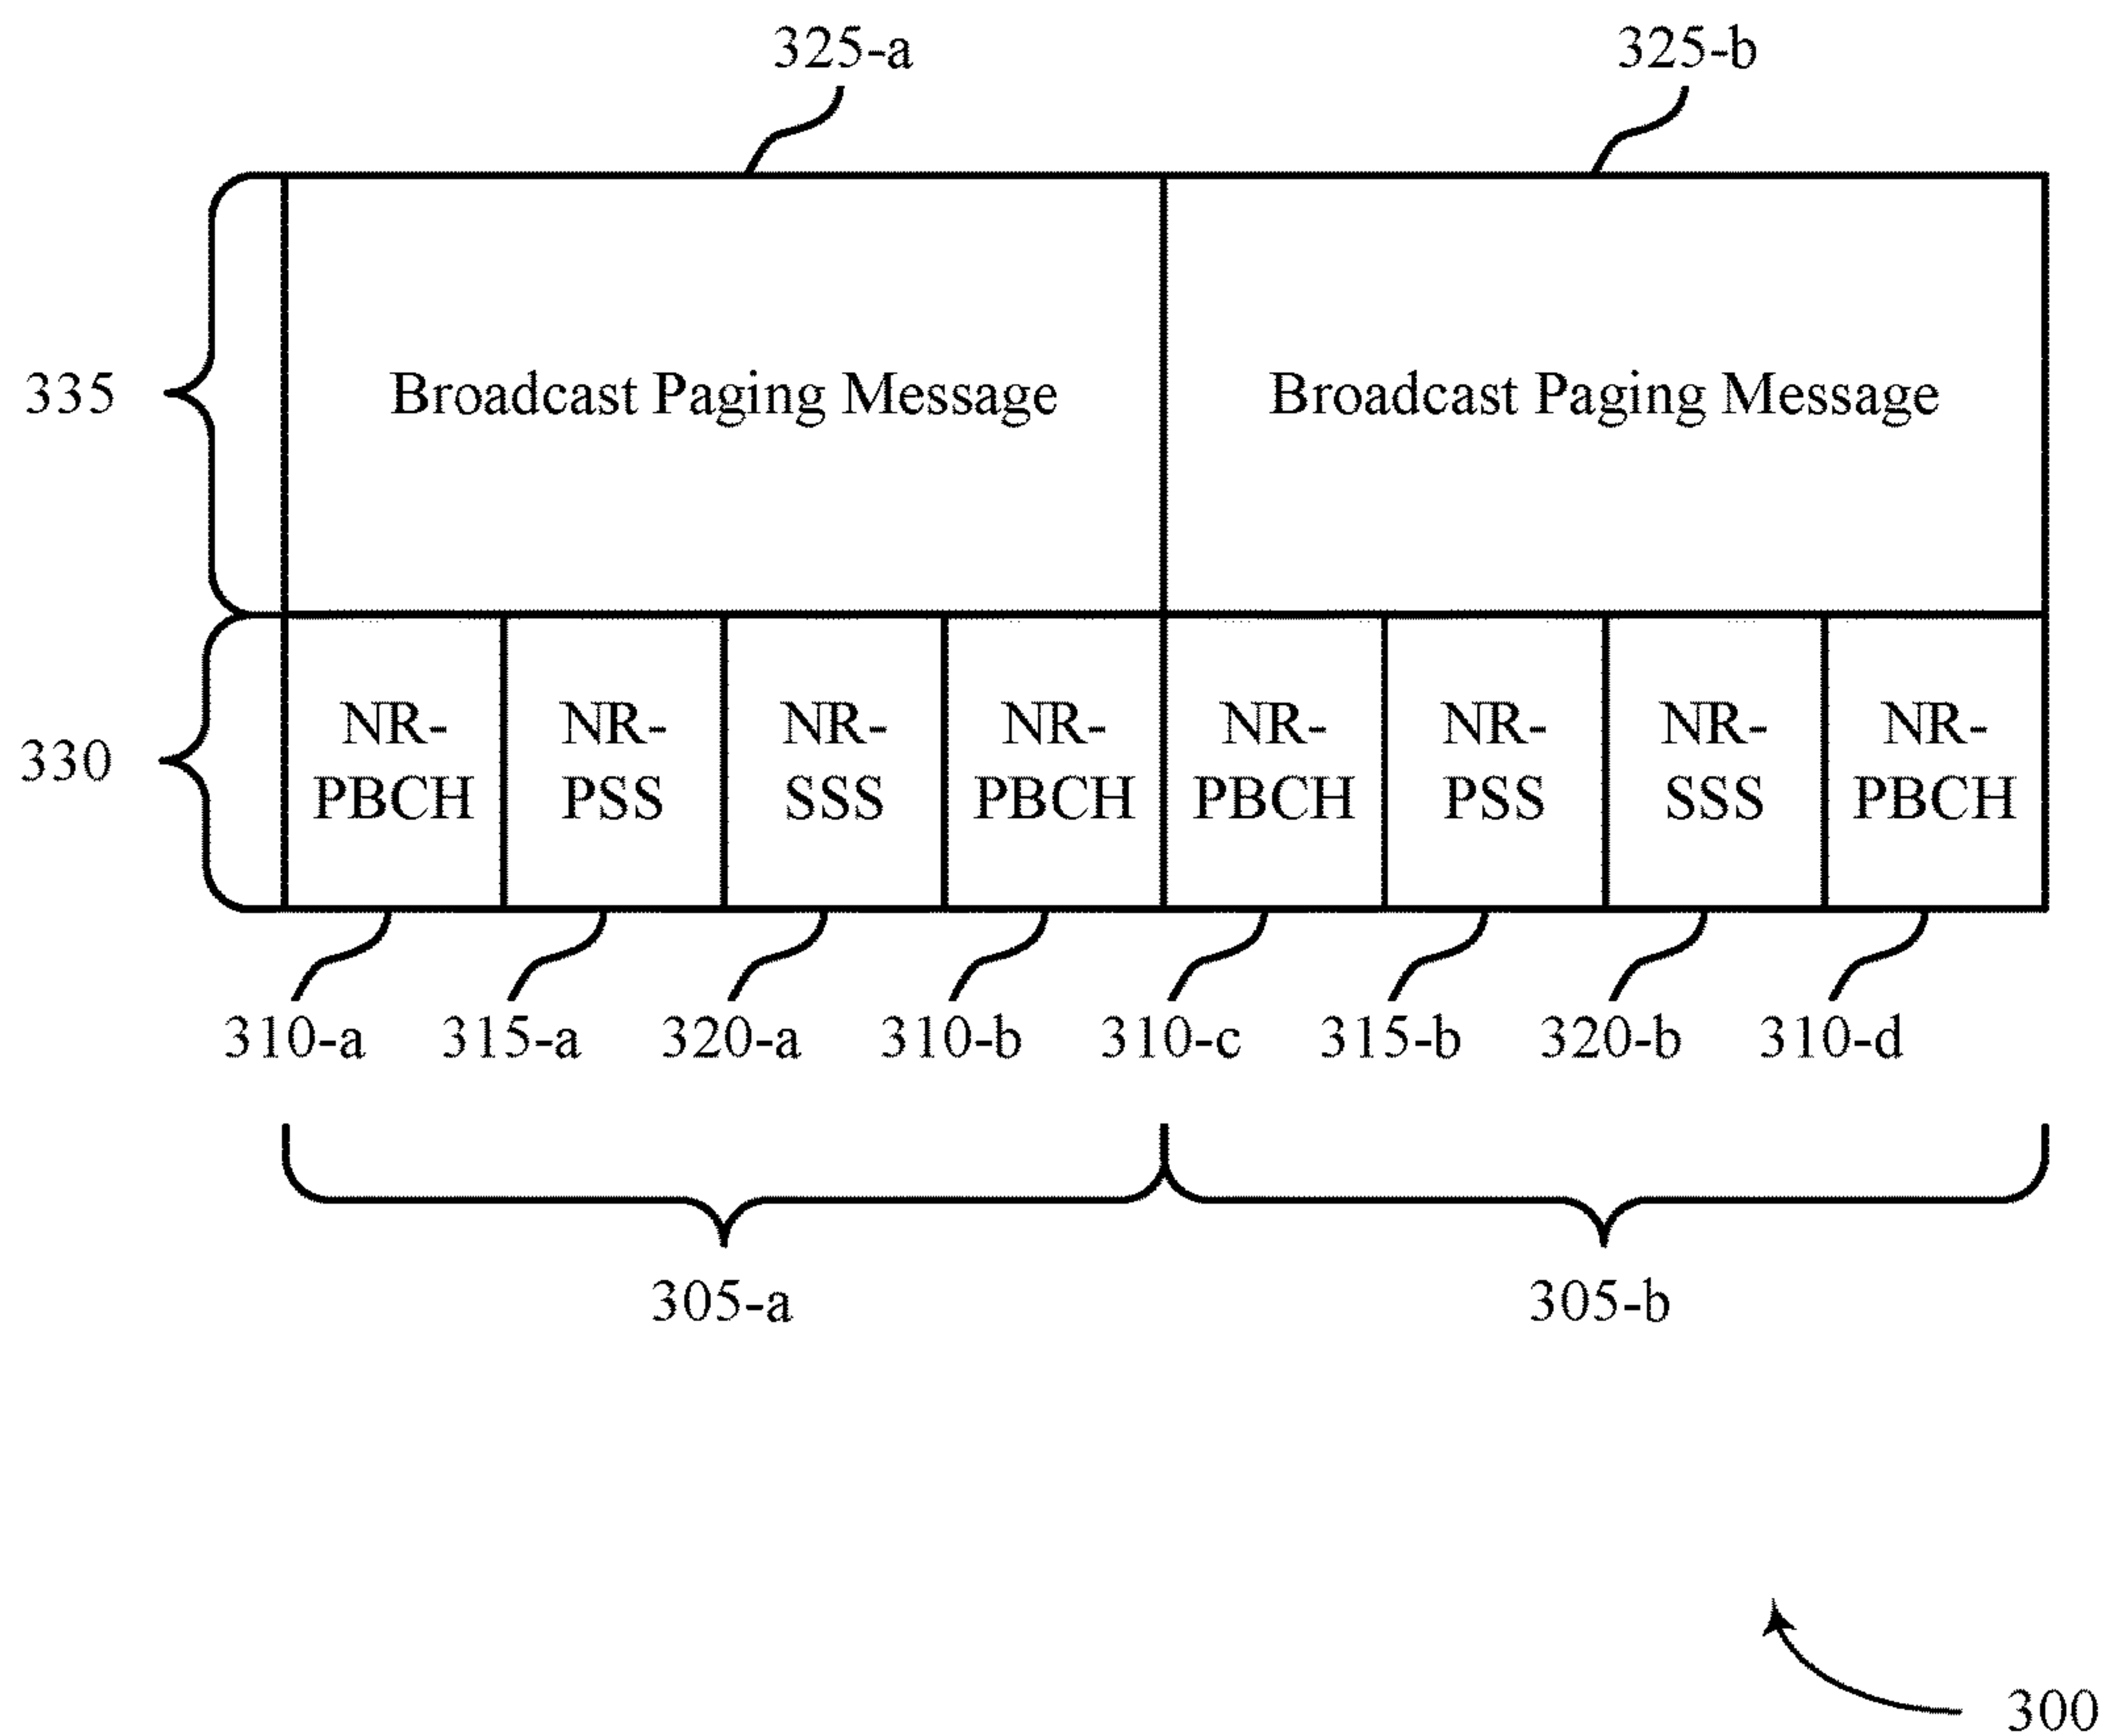 325-a
325-b
335
Broadcast Paging Message
Broadcast Paging Message
330
NR-
PBCH
NR-
PSS
NR-
SSS
NR-
PBCH
NR-
PBCH
NR-
PSS
NR-
SSS
NR-
PBCH
310-a
315-a
320-a
310-b
310-c
315-b
320-b
310-d
305-a
305-b
300